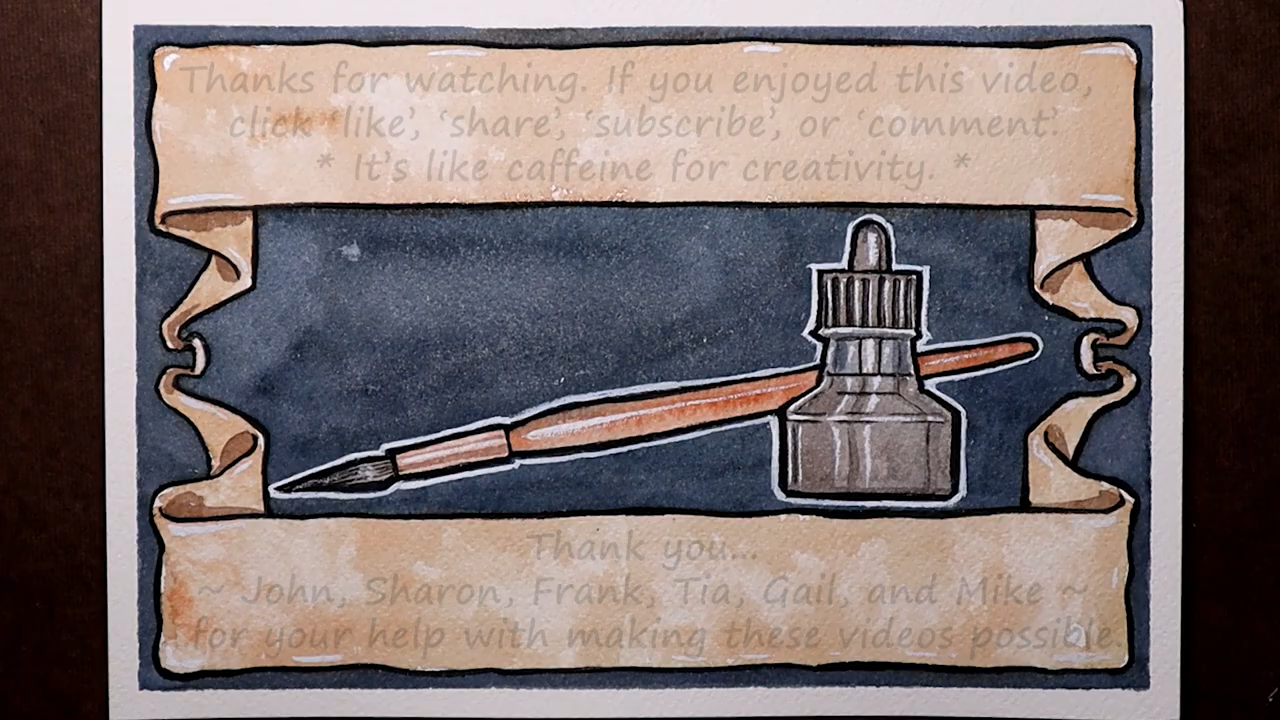 Thanks for watching. If you enjoyed this video,
click ‘like’, ‘share’, ‘subscribe’, or ‘comment’.
* It’s like caffeine for creativity. *
Thank you...
~ John, Sharon, Frank, Tia, Gail, and Mike ~
for your help with making these videos possible.